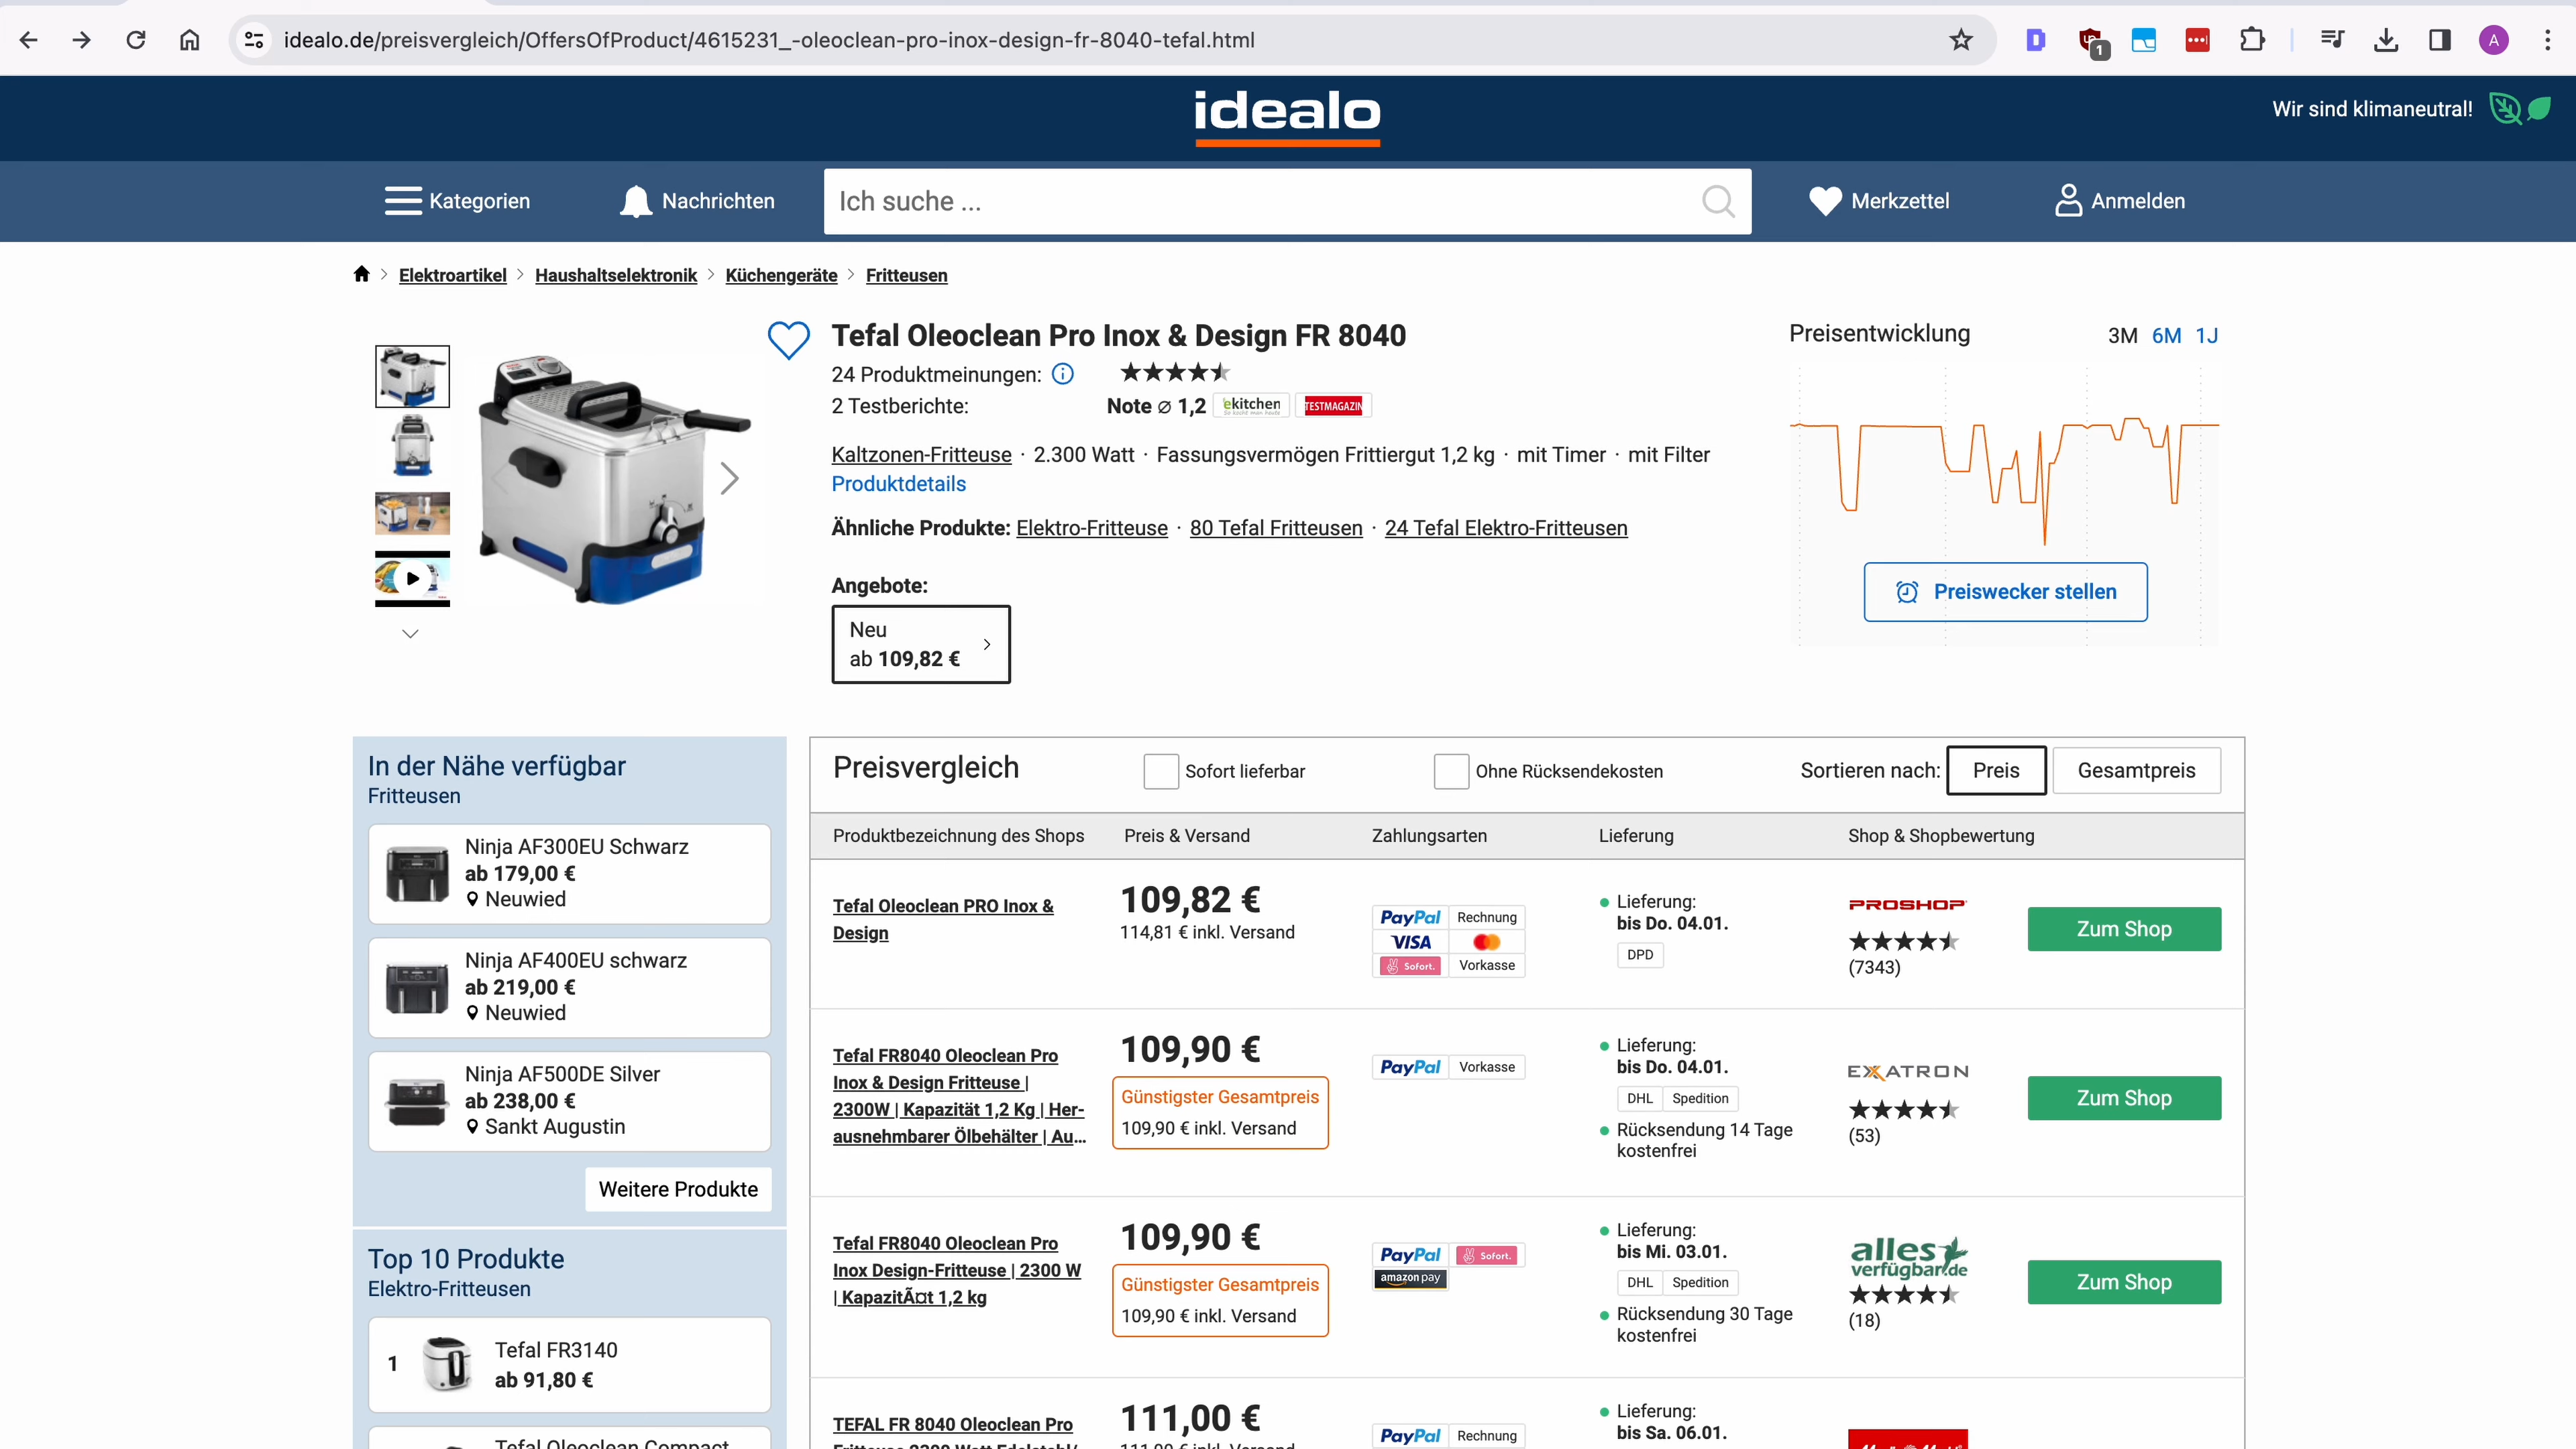 idealo.de/preisvergleich/OffersOfProduct/4615231_-oleoclean-pro-inox-design-fr-8040-tefal.html
1
A
idealo
Wir sind klimaneutral!
Kategorien
Nachrichten
Ich suche ...
Merkzettel
Anmelden
Elektroartikel
Haushaltselektronik
Küchengeräte
Fritteusen
Tefal Oleoclean Pro Inox & Design FR 8040
24 Produktmeinungen:
2 Testberichte:
Note ⌀ 1,2
ekitchen
TESTMAGAZIN
Kaltzonen-Fritteuse · 2.300 Watt · Fassungsvermögen Frittiergut 1,2 kg · mit Timer · mit Filter
Produktdetails
Ähnliche Produkte: Elektro-Fritteuse · 80 Tefal Fritteusen · 24 Tefal Elektro-Fritteusen
Angebote:
Neu
ab 109,82 €
Preisentwicklung
3M 6M 1J
Preiswecker stellen
In der Nähe verfügbar
Fritteusen
Ninja AF300EU Schwarz
ab 179,00 €
Neuwied
Ninja AF400EU schwarz
ab 219,00 €
Neuwied
Ninja AF500DE Silver
ab 238,00 €
Sankt Augustin
Weitere Produkte
Top 10 Produkte
Elektro-Fritteusen
1
Tefal FR3140
ab 91,80 €
Tefal Oleoclean Compact
Preisvergleich
Sofort lieferbar
Ohne Rücksendekosten
Sortieren nach:
Preis
Gesamtpreis
Produktbezeichnung des Shops
Preis & Versand
Zahlungsarten
Lieferung
Shop & Shopbewertung
Tefal Oleoclean PRO Inox &
Design
109,82 €
114,81 € inkl. Versand
PayPal
Rechnung
VISA
Sofort.
Vorkasse
Lieferung:
bis Do. 04.01.
DPD
PROSHOP
(7343)
Zum Shop
Tefal FR8040 Oleoclean Pro
Inox & Design Fritteuse |
2300W | Kapazität 1,2 Kg | Her-
ausnehmbarer Ölbehälter | Au...
109,90 €
Günstigster Gesamtpreis
109,90 € inkl. Versand
PayPal
Vorkasse
Lieferung:
bis Do. 04.01.
DHL
Spedition
Rücksendung 14 Tage
kostenfrei
EXATRON
(53)
Zum Shop
Tefal FR8040 Oleoclean Pro
Inox Design-Fritteuse | 2300 W
| KapazitÃ¤t 1,2 kg
109,90 €
Günstigster Gesamtpreis
109,90 € inkl. Versand
PayPal
Sofort.
amazon pay
Lieferung:
bis Mi. 03.01.
DHL
Spedition
Rücksendung 30 Tage
kostenfrei
alles
verfügbar.de
(18)
Zum Shop
TEFAL FR 8040 Oleoclean Pro
111,00 €
PayPal
Rechnung
Lieferung:
bis Sa. 06.01.